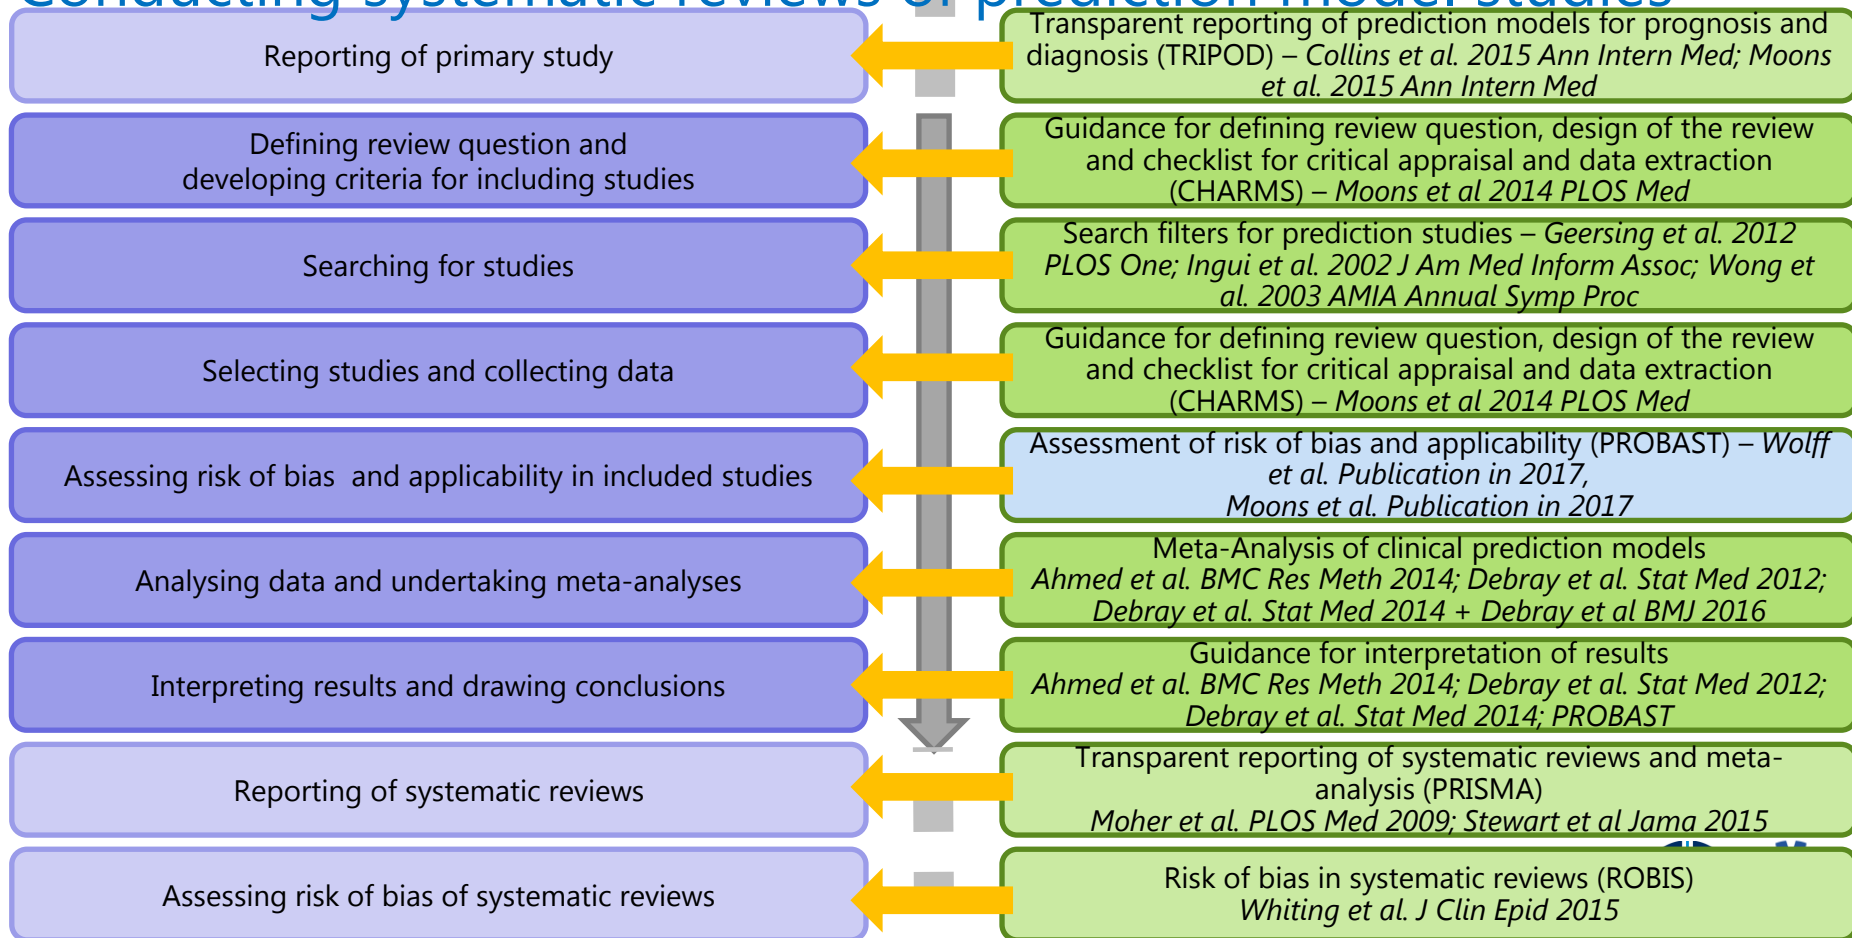 Conducting systematic reviews of prediction model studies
Reporting of primary study
Transparent reporting of prediction models for prognosis and
diagnosis (TRIPOD) – Collins et al. 2015 Ann Intern Med; Moons
et al. 2015 Ann Intern Med
Defining review question and
developing criteria for including studies
Guidance for defining review question, design of the review
and checklist for critical appraisal and data extraction
(CHARMS) – Moons et al 2014 PLOS Med
Searching for studies
Search filters for prediction studies – Geersing et al. 2012
PLOS One; Ingui et al. 2002 J Am Med Inform Assoc; Wong et
al. 2003 AMIA Annual Symp Proc
Selecting studies and collecting data
Guidance for defining review question, design of the review
and checklist for critical appraisal and data extraction
(CHARMS) – Moons et al 2014 PLOS Med
Assessing risk of bias  and applicability in included studies
Assessment of risk of bias and applicability (PROBAST) – Wolff
et al. Publication in 2017,
Moons et al. Publication in 2017
Analysing data and undertaking meta-analyses
Meta-Analysis of clinical prediction models
Ahmed et al. BMC Res Meth 2014; Debray et al. Stat Med 2012;
Debray et al. Stat Med 2014 + Debray et al BMJ 2016
Interpreting results and drawing conclusions
Guidance for interpretation of results
Ahmed et al. BMC Res Meth 2014; Debray et al. Stat Med 2012;
Debray et al. Stat Med 2014; PROBAST
Reporting of systematic reviews
Transparent reporting of systematic reviews and meta-
analysis (PRISMA)
Moher et al. PLOS Med 2009; Stewart et al Jama 2015
Assessing risk of bias of systematic reviews
Risk of bias in systematic reviews (ROBIS)
Whiting et al. J Clin Epid 2015